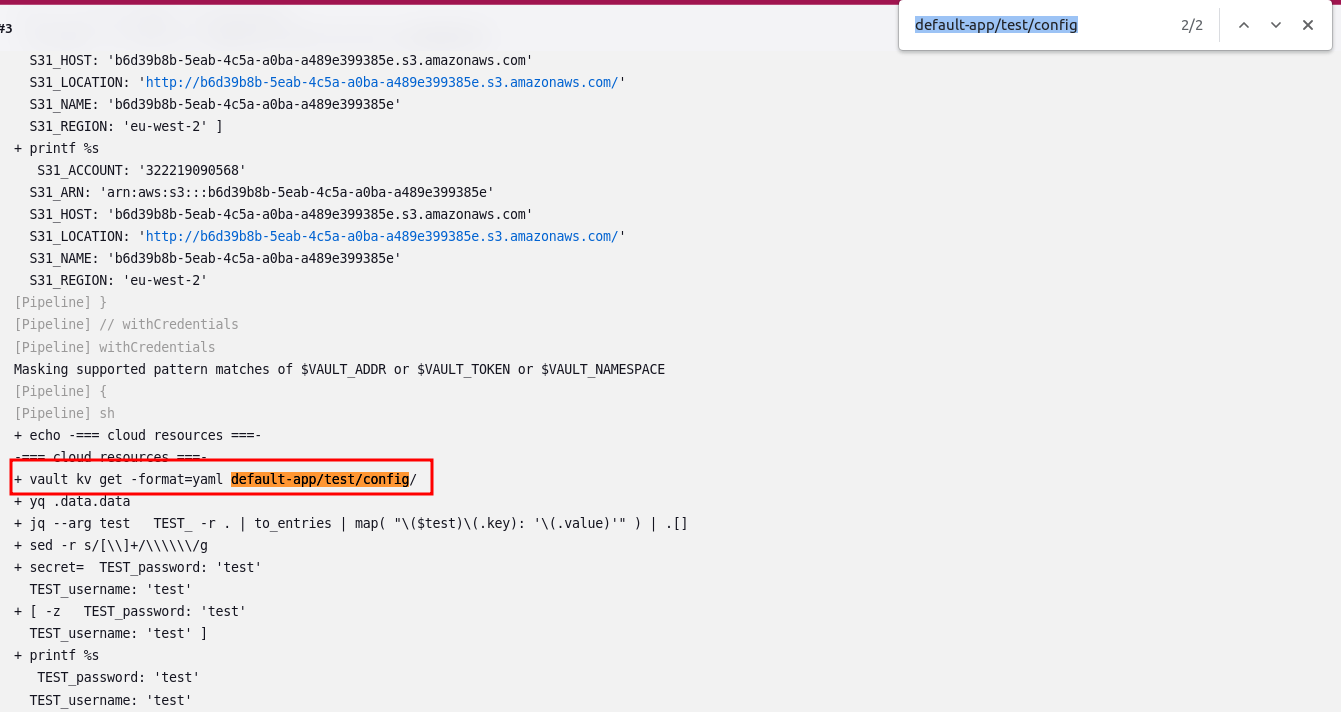 default-app/test/config 2/2
#3
S31_HOST: 'b6d39b8b-5eab-4c5a-a0ba-a489e399385e.s3.amazonaws.com'
S31_LOCATION: 'http://b6d39b8b-5eab-4c5a-a0ba-a489e399385e.s3.amazonaws.com/'
S31_NAME: 'b6d39b8b-5eab-4c5a-a0ba-a489e399385e'
S31_REGION: 'eu-west-2' ]
+ printf %s
S31_ACCOUNT: '322219090568'
S31_ARN: 'arn:aws:s3:::b6d39b8b-5eab-4c5a-a0ba-a489e399385e'
S31_HOST: 'b6d39b8b-5eab-4c5a-a0ba-a489e399385e.s3.amazonaws.com'
S31_LOCATION: 'http://b6d39b8b-5eab-4c5a-a0ba-a489e399385e.s3.amazonaws.com/'
S31_NAME: 'b6d39b8b-5eab-4c5a-a0ba-a489e399385e'
S31_REGION: 'eu-west-2'
[Pipeline] }
[Pipeline] // withCredentials
[Pipeline] withCredentials
Masking supported pattern matches of $VAULT_ADDR or $VAULT_TOKEN or $VAULT_NAMESPACE
[Pipeline] {
[Pipeline] sh
+ echo -=== cloud resources ===-
-=== cloud resources ===-
+ vault kv get -format=yaml default-app/test/config/
+ yq .data.data
+ jq --arg test   TEST_ -r . | to_entries | map( "\($test)\(.key): '\(.value)'" ) | .[]
+ sed -r s/[\\]+/\\\\\\/g
+ secret=  TEST_password: 'test'
TEST_username: 'test'
+ [ -z   TEST_password: 'test'
TEST_username: 'test' ]
+ printf %s
TEST_password: 'test'
TEST_username: 'test'